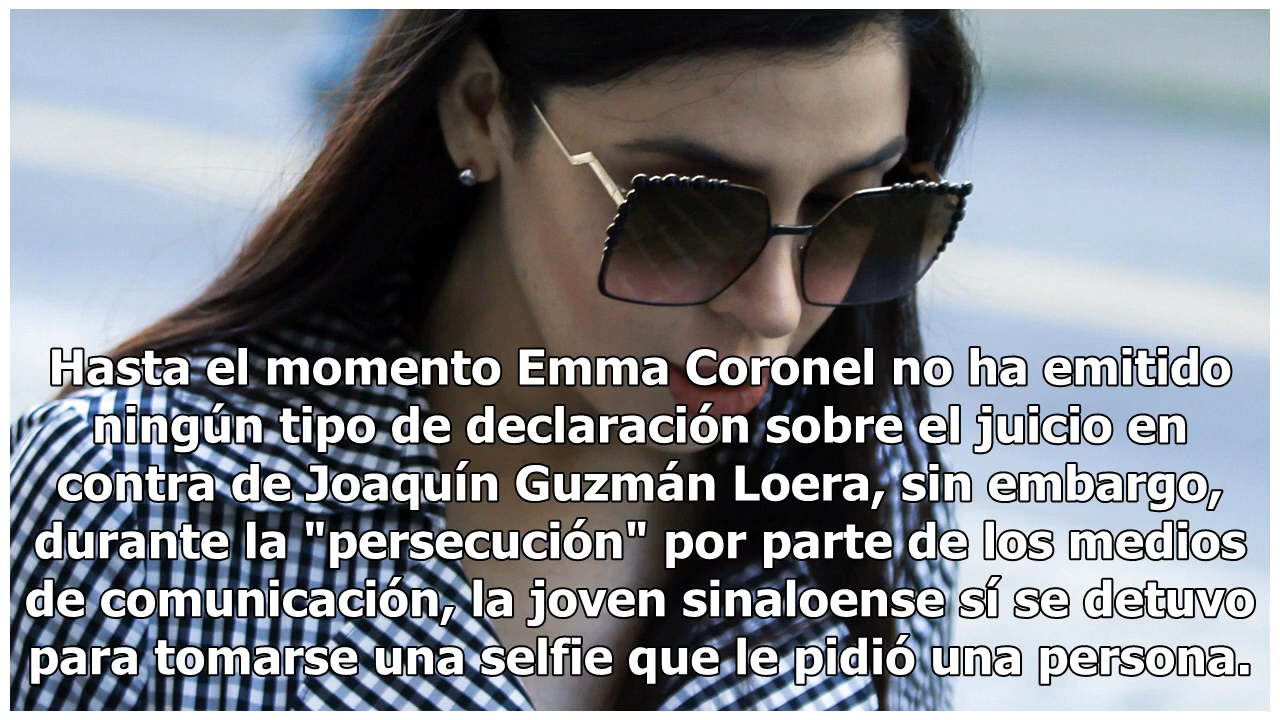 Hasta el momento Emma Coronel no ha emitido
ningún tipo de declaración sobre el juicio en
contra de Joaquín Guzmán Loera, sin embargo,
durante la "persecución" por parte de los medios
de comunicación, la joven sinaloense sí se detuvo
para tomarse una selfie que le pidió una persona.